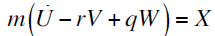 m(U̇ − rV + qW) = X